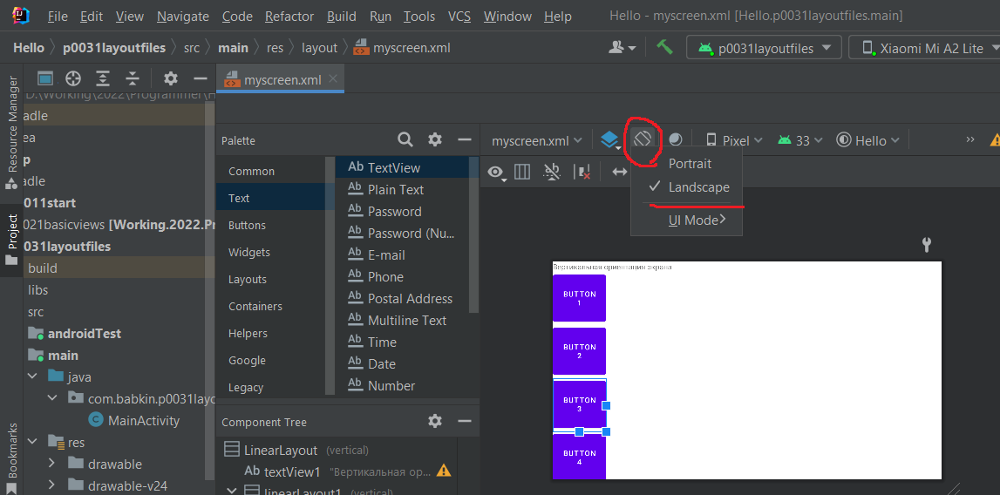 File Edit View Navigate Code Refactor Build Run Tools VCS Window Help Hello - myscreen.xml [Hello.p0031layoutfiles.main]
Hello p0031layoutfiles src main res layout myscreen.xml p0031layoutfiles Xiaomi Mi A2 Lite
myscreen.xml
D:\Working\2022\Programmer\H
adle
ea
p
adle
011start
021basicviews [Working.2022.Pr
031layoutfiles
build
libs
src
androidTest
main
java
com.babkin.p0031layo
MainActivity
res
drawable
drawable-v24
Resource Manager
Project
Bookmarks
Palette
Common
Text
Buttons
Widgets
Layouts
Containers
Helpers
Google
Legacy
Ab TextView
Ab Plain Text
Ab Password
Ab Password (Nu...
Ab E-mail
Ab Phone
Ab Postal Address
Ab Multiline Text
Ab Time
Ab Date
Ab Number
Component Tree
LinearLayout (vertical)
Ab textView1 "Вертикальная ор...
linearLayout1 (vertical)
myscreen.xml Pixel 33 Hello »
Portrait
Landscape
UI Mode
Вертикальная ориентация экрана
BUTTON
1
BUTTON
2
BUTTON
3
BUTTON
4